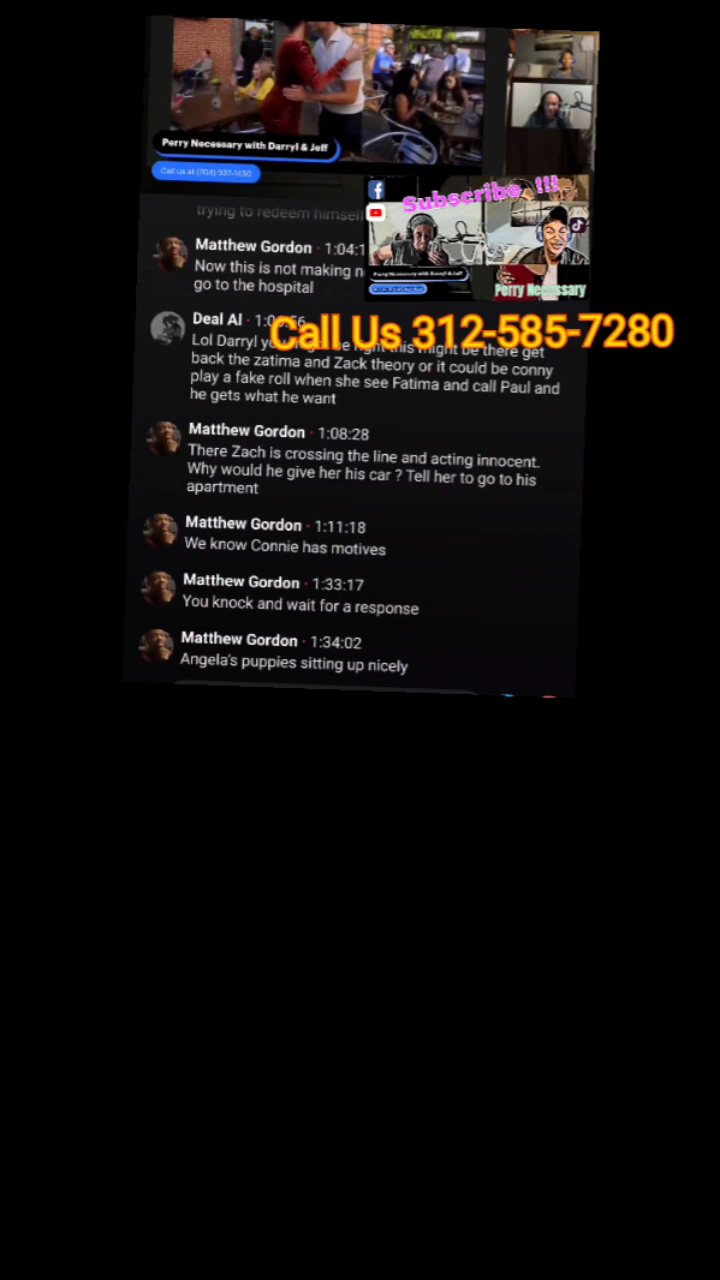 Perry Necessary with Darryl & Jeff
Call us at (704)
Subscribe !!!
Perry Necessary with Darryl & Jeff
Perry Necessary
trying to redeem himself
Matthew Gordon · 1:04:1
Now this is not making n
go to the hospital
Deal Al
Call Us 312-585-7280
Lol Darryl this might be there get
back the zatima and Zack theory or it could be conny
play a fake roll when she see Fatima and call Paul and
he gets what he want
Matthew Gordon · 1:08:28
There Zach is crossing the line and acting innocent.
Why would he give her his car ? Tell her to go to his
apartment
Matthew Gordon · 1:11:18
We know Connie has motives
Matthew Gordon · 1:33:17
You knock and wait for a response
Matthew Gordon · 1:34:02
Angela's puppies sitting up nicely